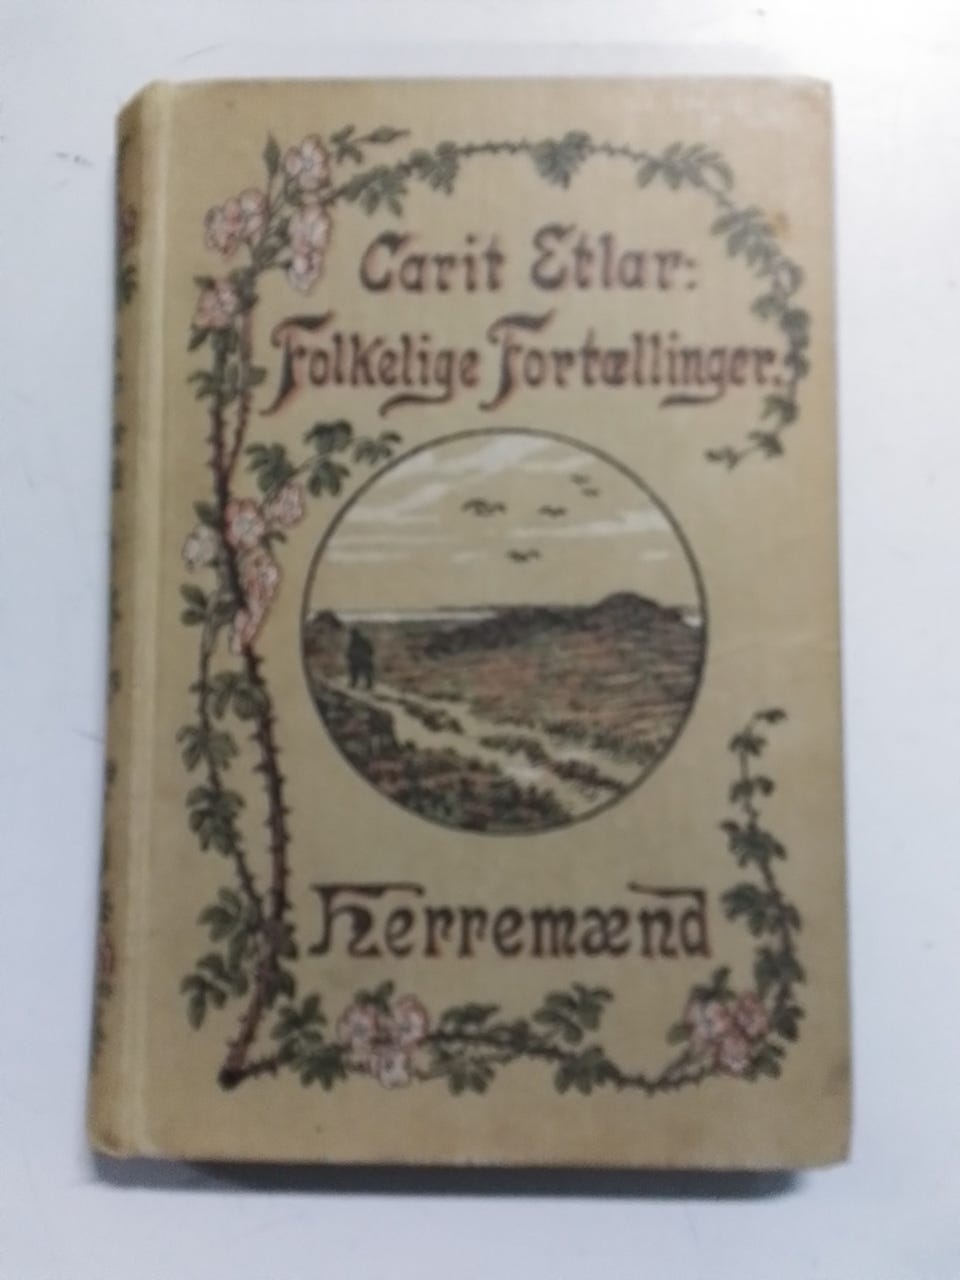 Carit Etlar:
Folkelige Fortællinger.
Herremænd